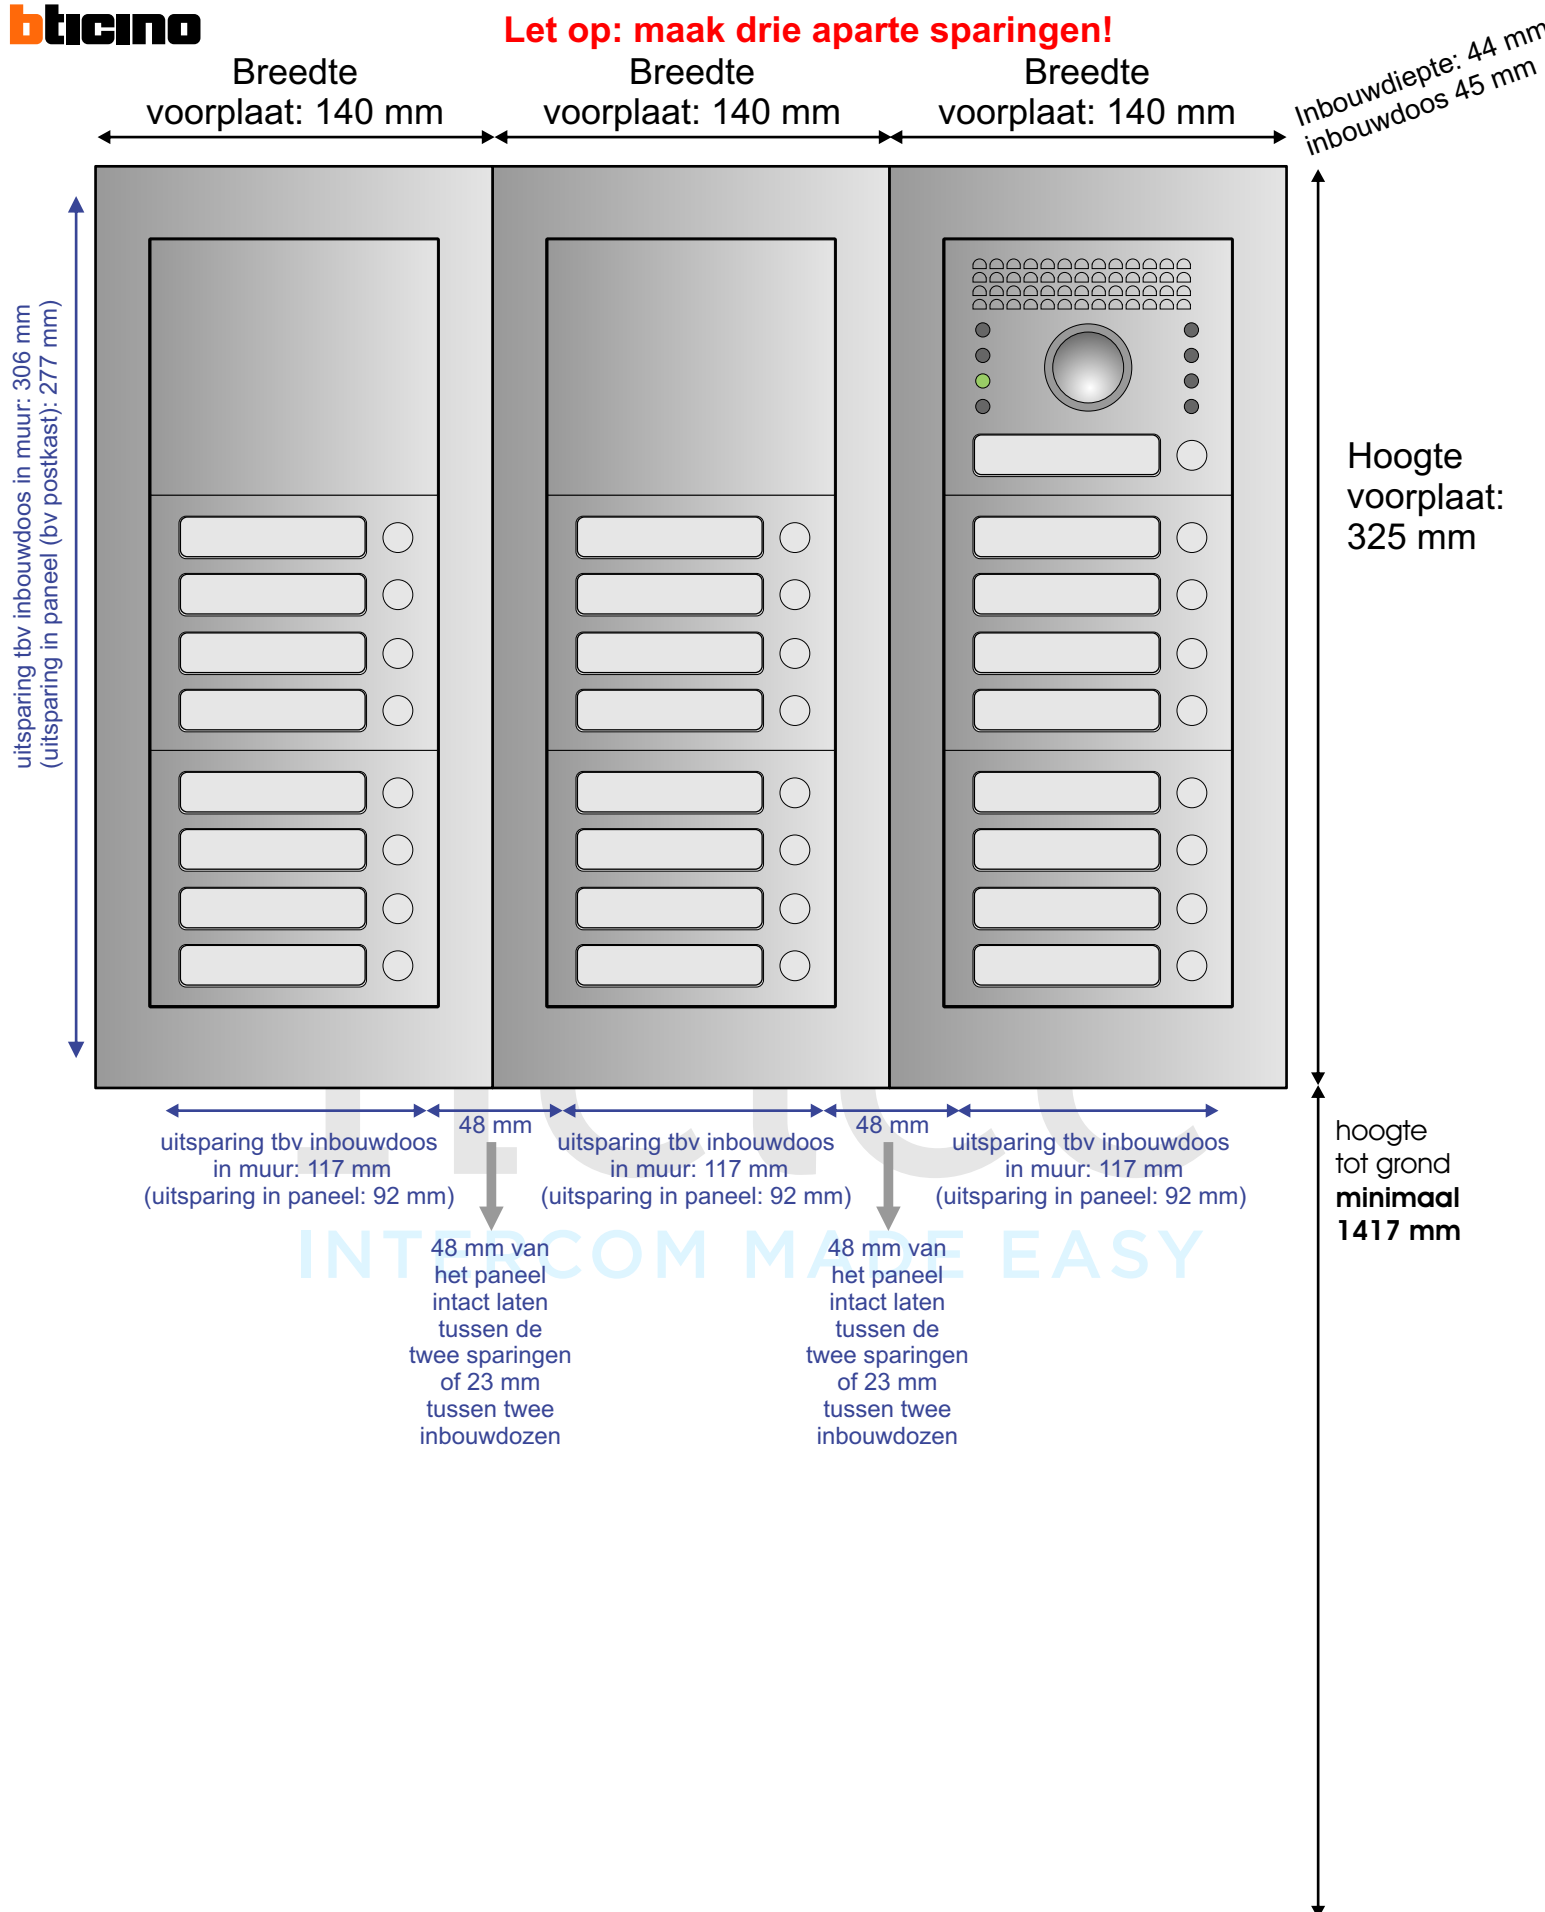 bticino
Let op: maak drie aparte sparingen!
Breedte
voorplaat: 140 mm
Breedte
voorplaat: 140 mm
Breedte
voorplaat: 140 mm
Inbouwdiepte: 44 mm
inbouwdoos 45 mm
uitsparing tbv inbouwdoos in muur: 306 mm
(uitsparing in paneel (bv postkast): 277 mm)
Hoogte
voorplaat:
325 mm
uitsparing tbv inbouwdoos
in muur: 117 mm
(uitsparing in paneel: 92 mm)
48 mm
uitsparing tbv inbouwdoos
in muur: 117 mm
(uitsparing in paneel: 92 mm)
48 mm
uitsparing tbv inbouwdoos
in muur: 117 mm
(uitsparing in paneel: 92 mm)
hoogte
tot grond
minimaal
1417 mm
INTERCOM MADE EASY
48 mm van
het paneel
intact laten
tussen de
twee sparingen
of 23 mm
tussen twee
inbouwdozen
48 mm van
het paneel
intact laten
tussen de
twee sparingen
of 23 mm
tussen twee
inbouwdozen